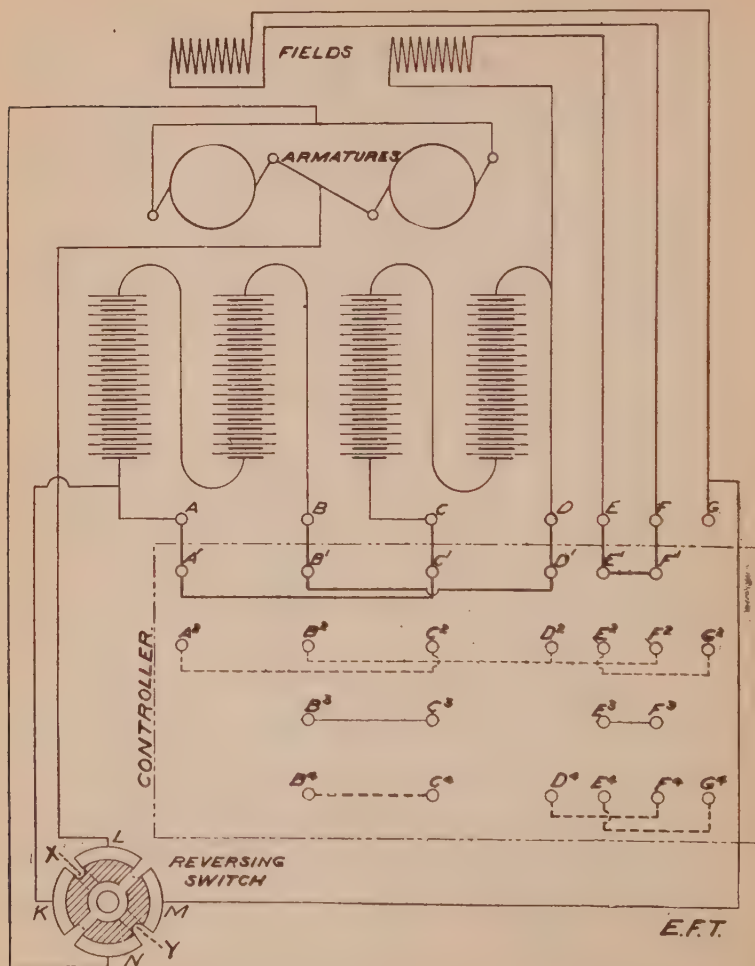 FIELDS
ARMATURES
A B C D E F G
A' B' C' D' E' F'
CONTROLLER.
A² B² C² D² E² F² G²
B³ C³ E³ F³
B⁴ C⁴ D⁴ E⁴ F⁴ G⁴
L
X
REVERSING
SWITCH
K M
Y
N
E.F.T.